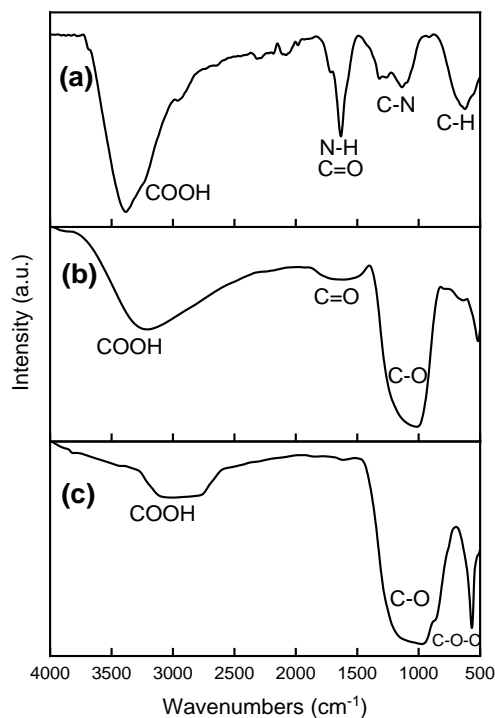 (a)
COOH
N-H
C=O
C-N
C-H
(b)
COOH
C=O
C-O
(c)
COOH
C-O
C-O-C
4000 3500 3000 2500 2000 1500 1000 500
Wavenumbers (cm⁻¹)
Intensity (a.u.)